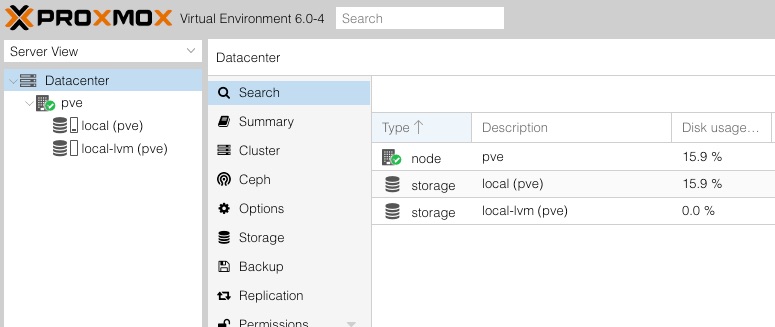 PROXMOX Virtual Environment 6.0-4 Search
Server View
Datacenter
pve
local (pve)
local-lvm (pve)
Datacenter
Search
Summary
Cluster
Ceph
Options
Storage
Backup
Replication
Permissions
Type ↑ Description Disk usage...
node pve 15.9 %
storage local (pve) 15.9 %
storage local-lvm (pve) 0.0 %